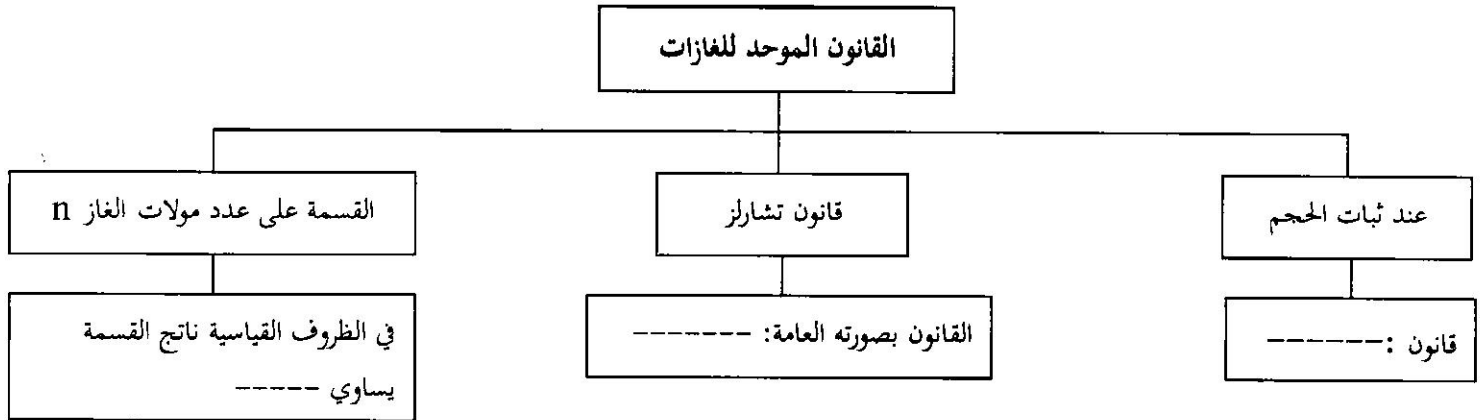 القانون الموحد للغازات
عند ثبات الحجم
قانون تشارلز
القسمة على عدد مولات الغاز n
قانون :------
القانون بصورته العامة: -------
في الظروف القياسية ناتج القسمة
يساوي -----